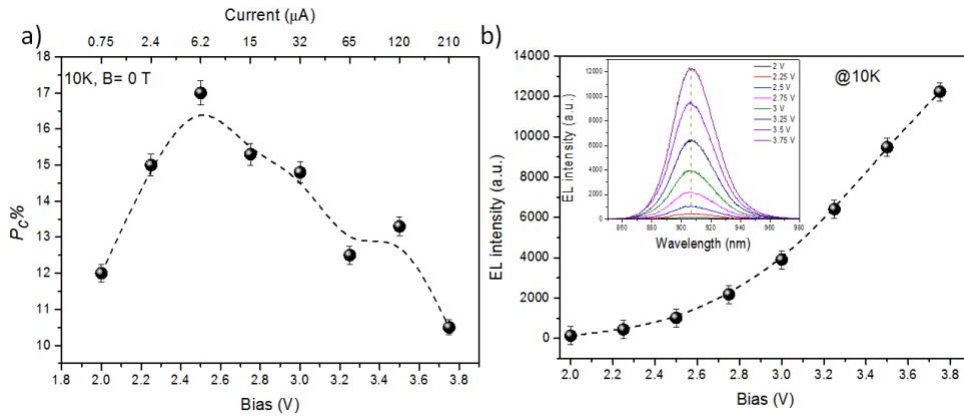 Current (μA)
a)
0.75 2.4 6.2 15 32 65 120 210
18
17
16
15
14
13
12
11
10
10K, B= 0 T
Pc%
1.8 2.0 2.2 2.4 2.6 2.8 3.0 3.2 3.4 3.6 3.8
Bias (V)
b)
14000
12000
10000
8000
6000
4000
2000
0
EL intensity (a.u.)
@10K
12000
10000
8000
6000
4000
2000
0
EL intensity (a.u.)
2 V
2.25 V
2.5 V
2.75 V
3 V
3.25 V
3.5 V
3.75 V
860 880 900 920 940 960 980
Wavelength (nm)
2.0 2.2 2.4 2.6 2.8 3.0 3.2 3.4 3.6 3.8
Bias (V)